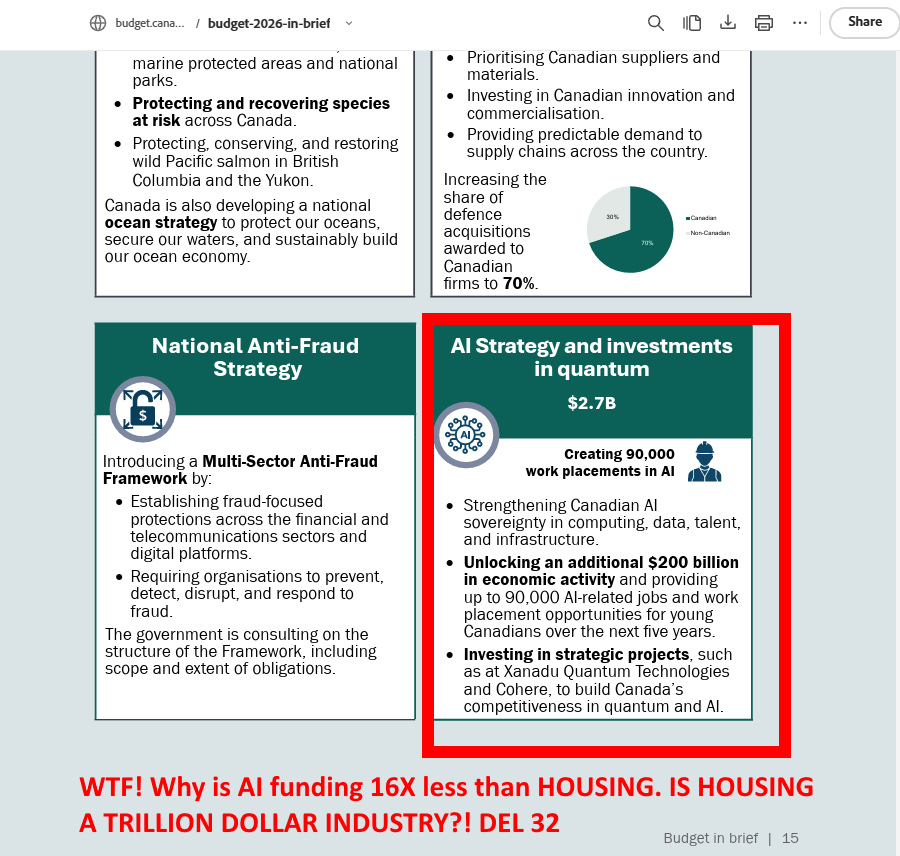 budget.cana... / budget-2026-in-brief
Share
marine protected areas and national
parks.
• Protecting and recovering species
at risk across Canada.
• Protecting, conserving, and restoring
wild Pacific salmon in British
Columbia and the Yukon.
Canada is also developing a national
ocean strategy to protect our oceans,
secure our waters, and sustainably build
our ocean economy.
• Prioritising Canadian suppliers and
materials.
• Investing in Canadian innovation and
commercialisation.
• Providing predictable demand to
supply chains across the country.
Increasing the
share of
defence
acquisitions
awarded to
Canadian
firms to 70%.
30%
70%
Canadian
Non-Canadian
National Anti-Fraud
Strategy
$
Introducing a Multi-Sector Anti-Fraud
Framework by:
• Establishing fraud-focused
protections across the financial and
telecommunications sectors and
digital platforms.
• Requiring organisations to prevent,
detect, disrupt, and respond to
fraud.
The government is consulting on the
structure of the Framework, including
scope and extent of obligations.
AI Strategy and investments
in quantum
$2.7B
AI
Creating 90,000
work placements in AI
• Strengthening Canadian AI
sovereignty in computing, data, talent,
and infrastructure.
• Unlocking an additional $200 billion
in economic activity and providing
up to 90,000 AI-related jobs and work
placement opportunities for young
Canadians over the next five years.
• Investing in strategic projects, such
as at Xanadu Quantum Technologies
and Cohere, to build Canada's
competitiveness in quantum and AI.
WTF! Why is AI funding 16X less than HOUSING. IS HOUSING
A TRILLION DOLLAR INDUSTRY?! DEL 32
Budget in brief | 15